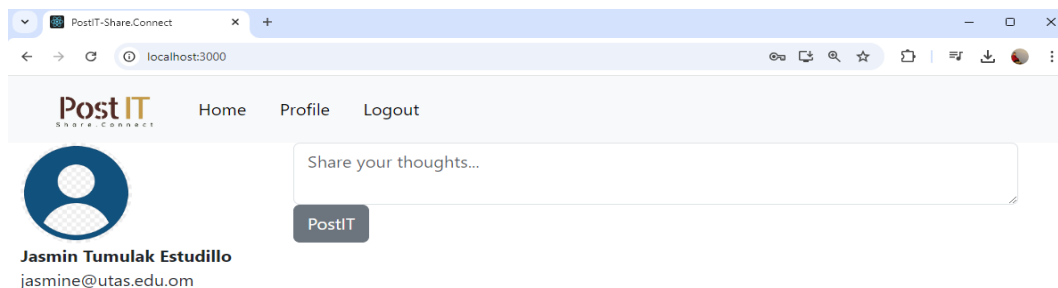 PostIT-Share.Connect
localhost:3000
Post IT
Share.Connect
Home Profile Logout
Share your thoughts...
PostIT
Jasmin Tumulak Estudillo
jasmine@utas.edu.om